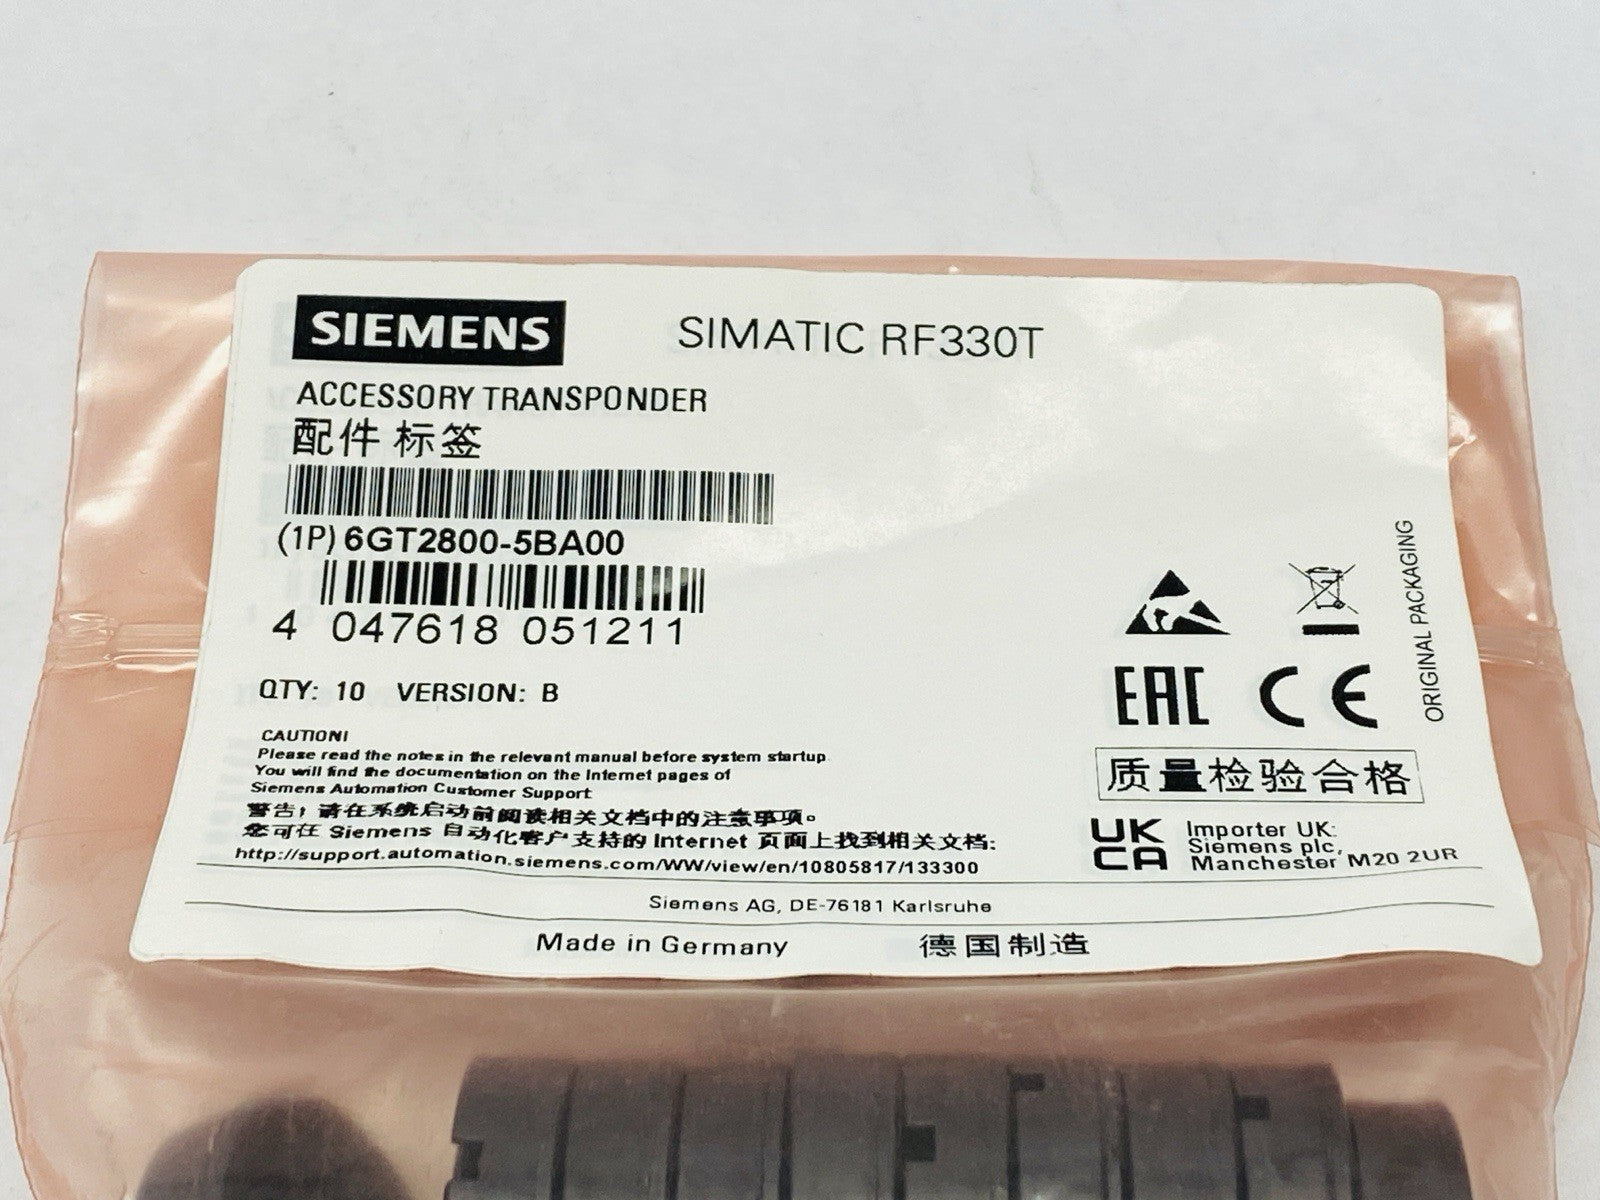 SIEMENS
SIMATIC RF330T
ACCESSORY TRANSPONDER
配件 标签
(1P) 6GT2800-5BA00
4 047618 051211
QTY: 10 VERSION: B
CAUTION!
Please read the notes in the relevant manual before system startup.
You will find the documentation on the Internet pages of
Siemens Automation Customer Support
警告! 请在系统启动前阅读相关文档中的注意事项。
您可在 Siemens 自动化客户支持的 Internet 页面上找到相关文档:
http://support.automation.siemens.com/WW/view/en/10805817/133300
ORIGINAL PACKAGING
EAC CE
质量检验合格
UK
CA
Importer UK:
Siemens plc,
Manchester M20 2UR
Siemens AG, DE-76181 Karlsruhe
Made in Germany 德国制造